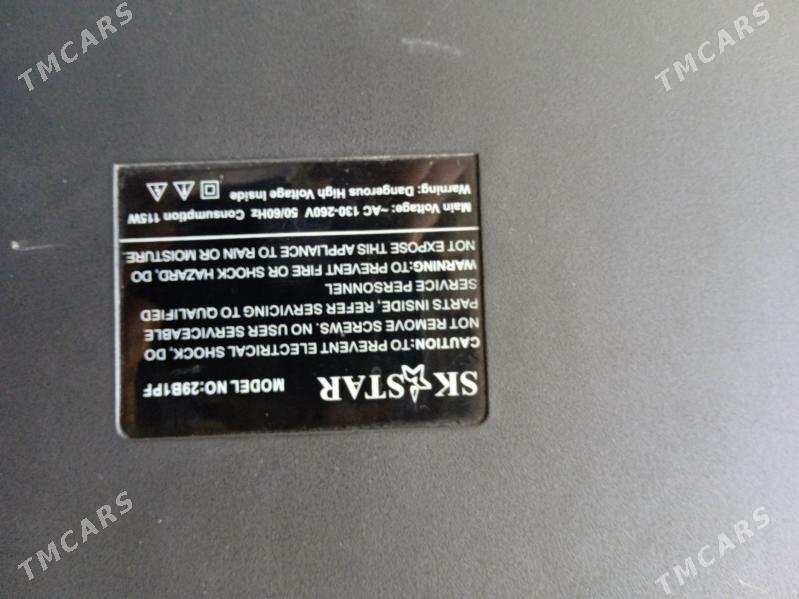 SK STAR MODEL NO:29B1PF
CAUTION:TO PREVENT ELECTRICAL SHOCK, DO
NOT REMOVE SCREWS. NO USER SERVICEABLE
PARTS INSIDE, REFER SERVICING TO QUALIFIED
SERVICE PERSONNEL
WARNING:TO PREVENT FIRE OR SHOCK HAZARD, DO
NOT EXPOSE THIS APPLIANCE TO RAIN OR MOISTURE.
Main Voltage: ~AC 130-260V 50/60Hz Consumption 115W
Warning: Dangerous High Voltage Inside
TMCARS
TMCARS
TMCARS
TMCARS